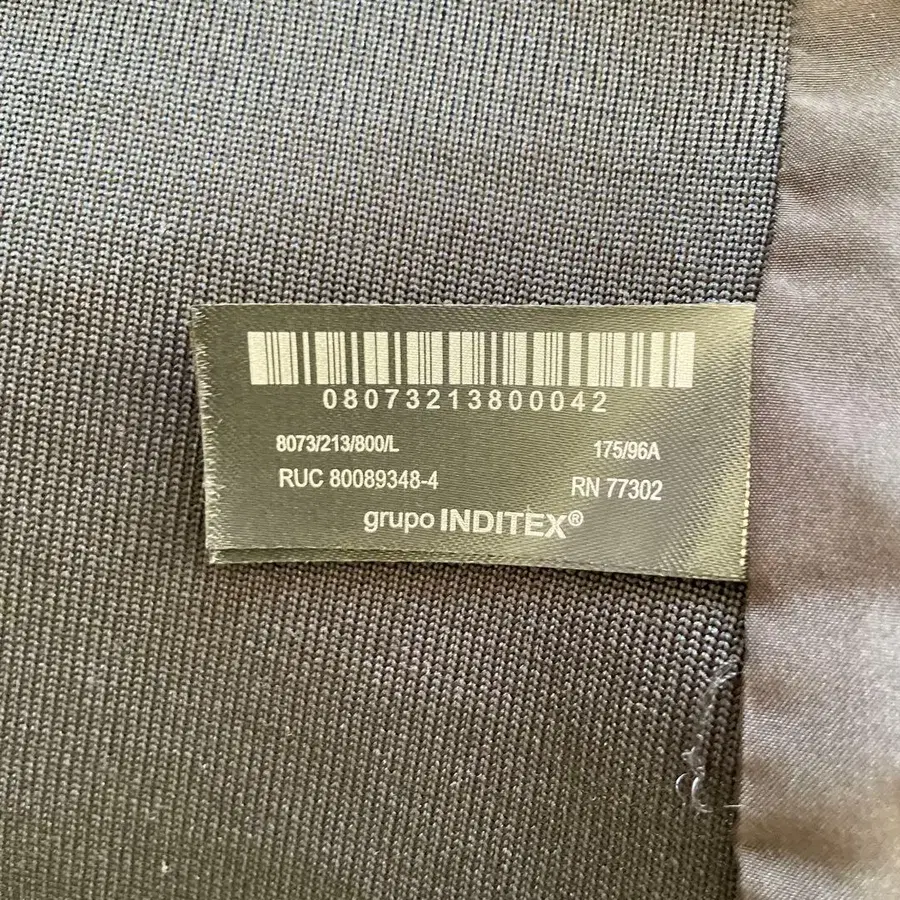 08073213800042
8073/213/800/L
175/96A
RUC 80089348-4
RN 77302
grupo INDITEX®